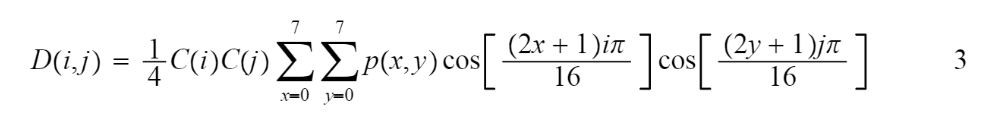 D(i,j) = 1/4 C(i)C(j) ∑_{x=0}^{7} ∑_{y=0}^{7} p(x,y) cos[ (2x + 1)iπ / 16 ] cos[ (2y + 1)jπ / 16 ] 3